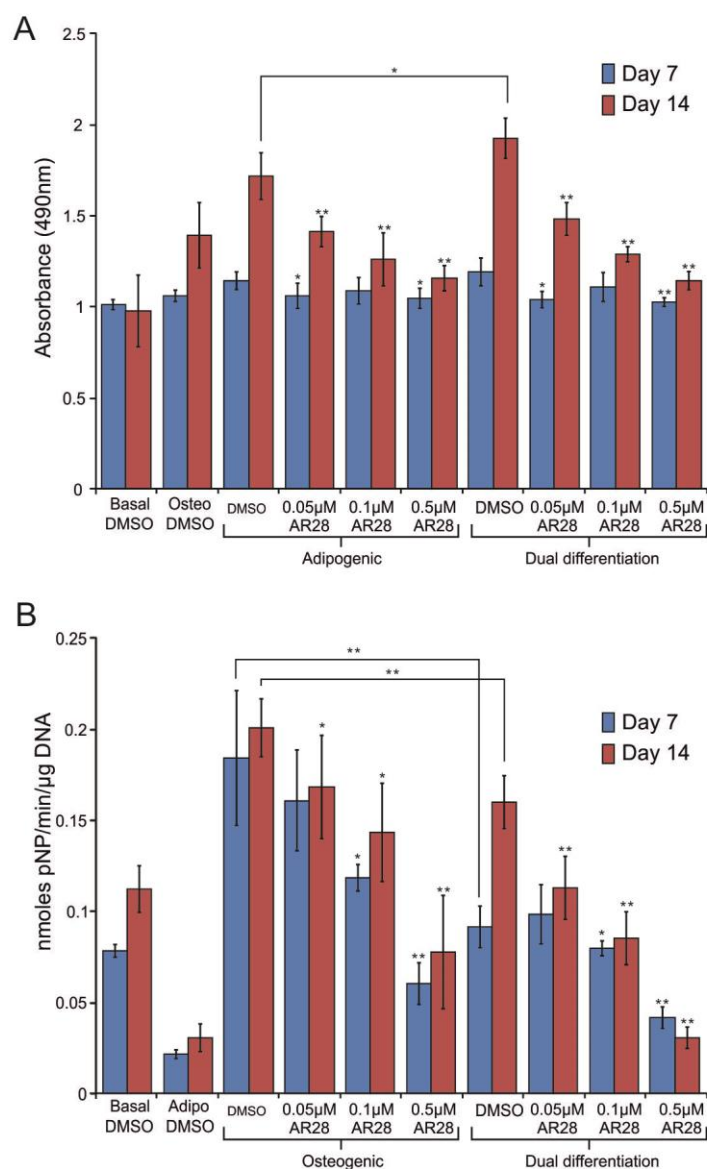 A
2.5
2
1.5
1
0.5
0
Absorbance (490nm)
Day 7
Day 14
*
** ** **
* *
** ** **
* **
Basal DMSO
Osteo DMSO
DMSO
0.05µM AR28
0.1µM AR28
0.5µM AR28
DMSO
0.05µM AR28
0.1µM AR28
0.5µM AR28
Adipogenic
Dual differentiation
B
0.25
0.2
0.15
0.1
0.05
0
nmoles pNP/min/µg DNA
Day 7
Day 14
**
**
* * **
* **
** **
* ** **
Basal DMSO
Adipo DMSO
DMSO
0.05µM AR28
0.1µM AR28
0.5µM AR28
DMSO
0.05µM AR28
0.1µM AR28
0.5µM AR28
Osteogenic
Dual differentiation